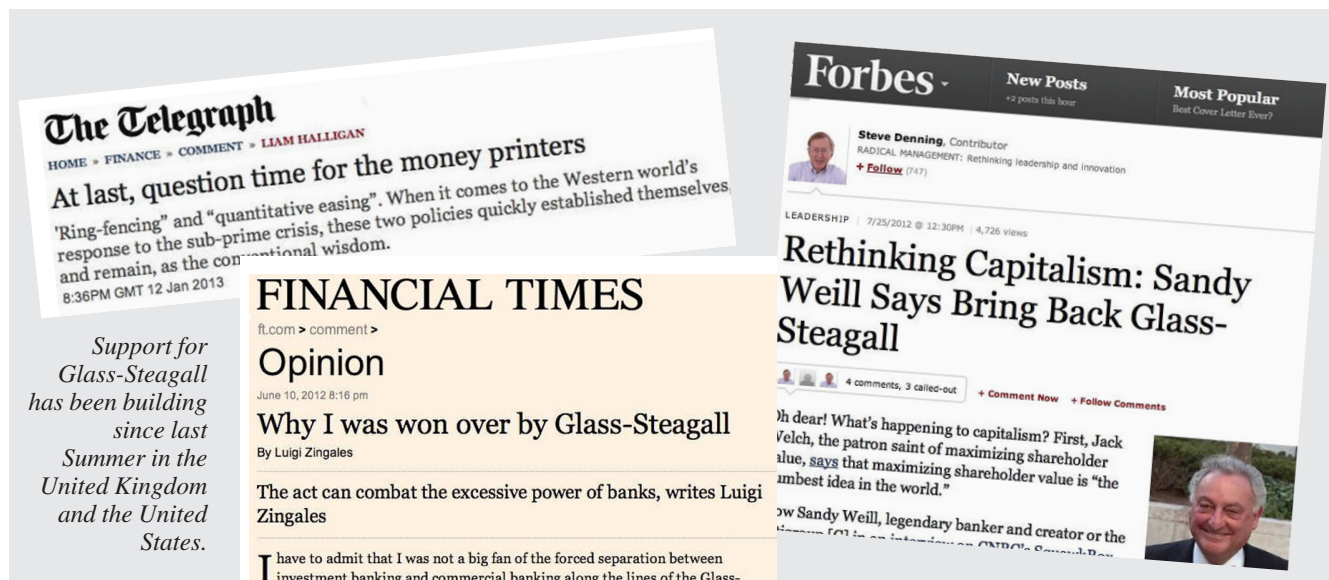 The Telegraph
HOME » FINANCE » COMMENT » LIAM HALLIGAN
At last, question time for the money printers
'Ring-fencing” and “quantitative easing”. When it comes to the Western world’s
response to the sub-prime crisis, these two policies quickly established themselves,
and remain, as the conventional wisdom.
8:36PM GMT 12 Jan 2013
Support for
Glass-Steagall
has been building
since last
Summer in the
United Kingdom
and the United
States.
FINANCIAL TIMES
ft.com > comment >
Opinion
June 10, 2012 8:16 pm
Why I was won over by Glass-Steagall
By Luigi Zingales
The act can combat the excessive power of banks, writes Luigi
Zingales
I have to admit that I was not a big fan of the forced separation between
investment banking and commercial banking along the lines of the Glass-
Forbes
New Posts
+2 posts this hour
Most Popular
Best Cover Letter Ever?
Steve Denning, Contributor
RADICAL MANAGEMENT: Rethinking leadership and innovation
+ Follow (747)
LEADERSHIP | 7/25/2012 @ 12:30PM | 4,726 views
Rethinking Capitalism: Sandy
Weill Says Bring Back Glass-
Steagall
4 comments, 3 called-out
+ Comment Now + Follow Comments
Oh dear! What’s happening to capitalism? First, Jack
Welch, the patron saint of maximizing shareholder
value, says that maximizing shareholder value is “the
dumbest idea in the world.”
ow Sandy Weill, legendary banker and creator or the
tigroup [C] in an interview on CNBC’s Squawk Box